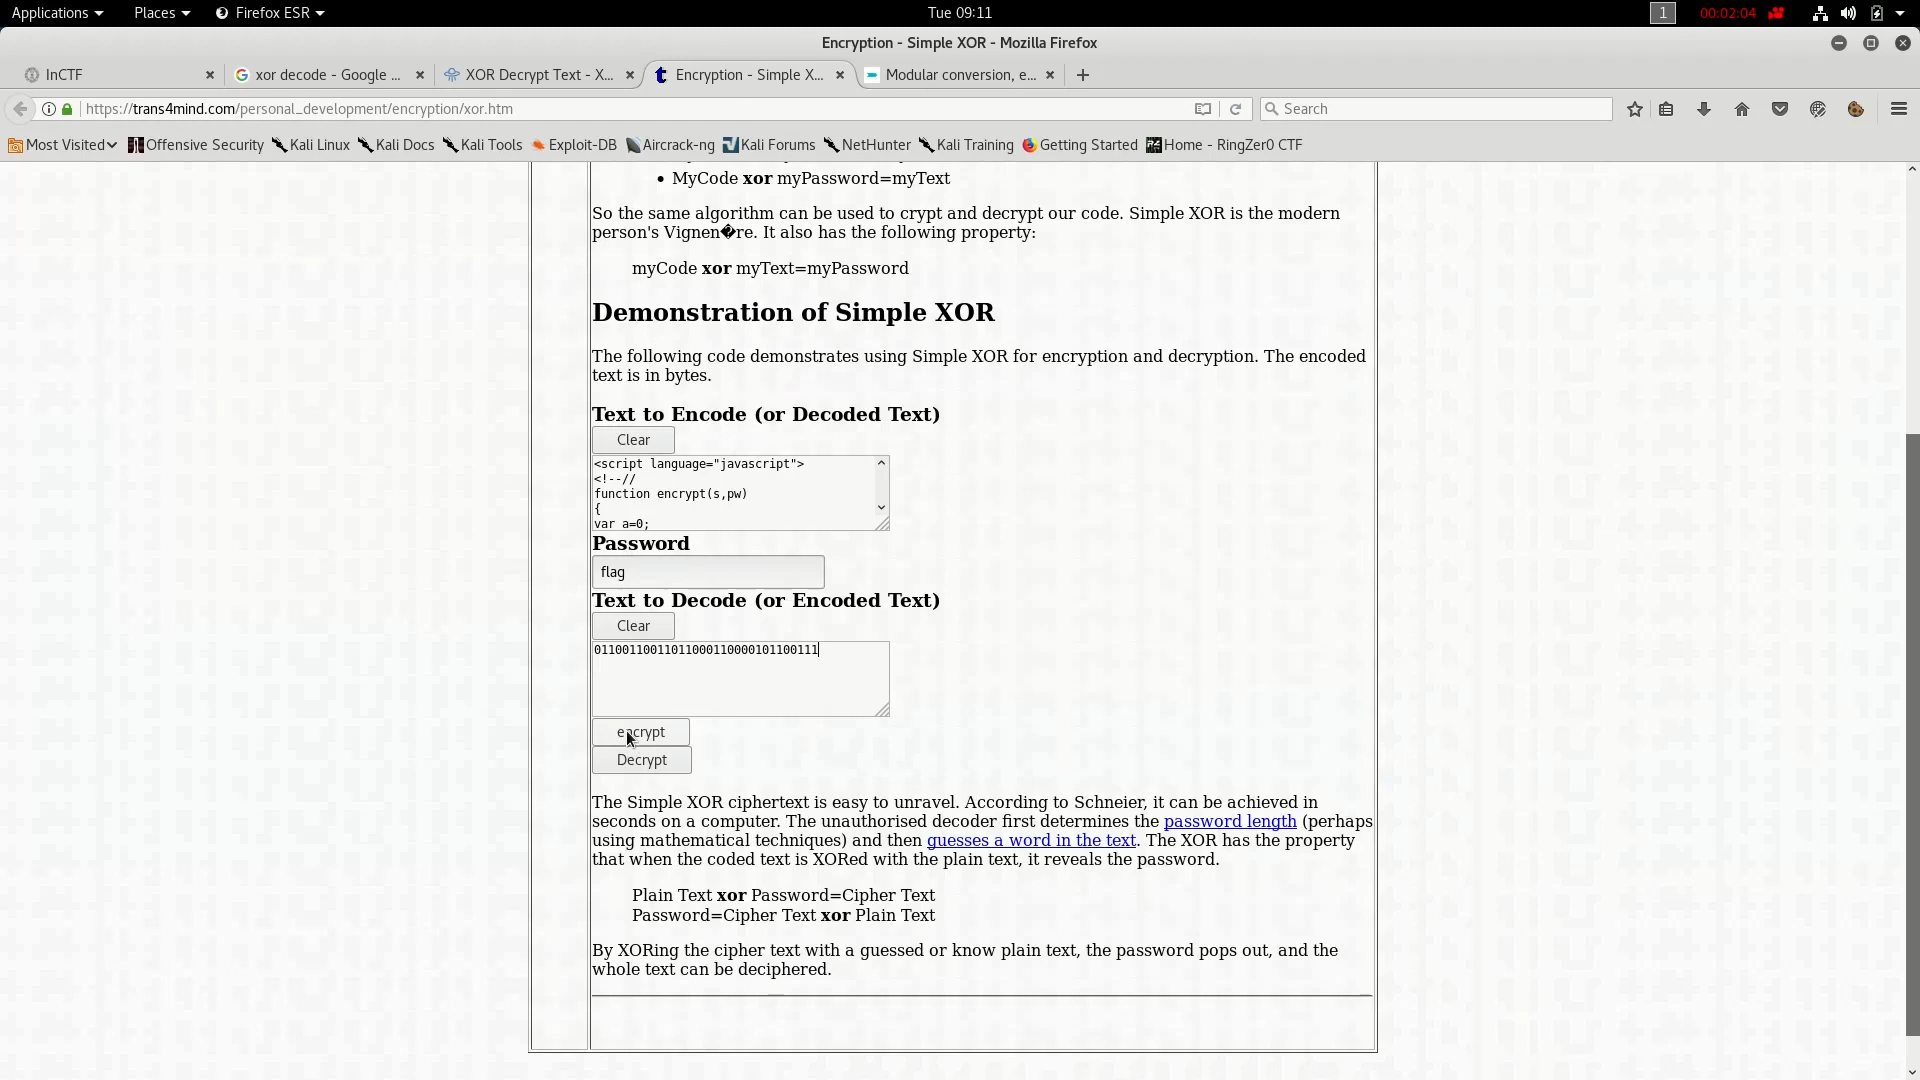 Applications Places Firefox ESR Tue 09:11 1 00:02:04
Encryption - Simple XOR - Mozilla Firefox
InCTF xor decode - Google ... XOR Decrypt Text - X... Encryption - Simple X... Modular conversion, e...
https://trans4mind.com/personal_development/encryption/xor.htm Search
Most Visited Offensive Security Kali Linux Kali Docs Kali Tools Exploit-DB Aircrack-ng Kali Forums NetHunter Kali Training Getting Started Home - RingZer0 CTF
• MyCode xor myPassword=myText
So the same algorithm can be used to crypt and decrypt our code. Simple XOR is the modern
person's Vignen�re. It also has the following property:
myCode xor myText=myPassword
Demonstration of Simple XOR
The following code demonstrates using Simple XOR for encryption and decryption. The encoded
text is in bytes.
Text to Encode (or Decoded Text)
Clear
<script language="javascript">
<!--//
function encrypt(s,pw)
{
var a=0;
Password
flag
Text to Decode (or Encoded Text)
Clear
01100110011011000110000101100111
encrypt
Decrypt
The Simple XOR ciphertext is easy to unravel. According to Schneier, it can be achieved in
seconds on a computer. The unauthorised decoder first determines the password length (perhaps
using mathematical techniques) and then guesses a word in the text. The XOR has the property
that when the coded text is XORed with the plain text, it reveals the password.
Plain Text xor Password=Cipher Text
Password=Cipher Text xor Plain Text
By XORing the cipher text with a guessed or know plain text, the password pops out, and the
whole text can be deciphered.